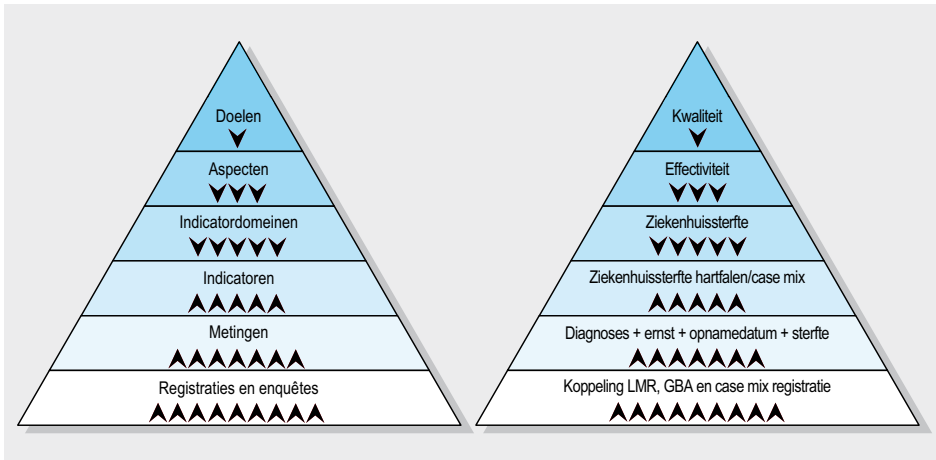 Doelen
Aspecten
Indicatordomeinen
Indicatoren
Metingen
Registraties en enquêtes
Kwaliteit
Effectiviteit
Ziekenhuissterfte
Ziekenhuissterfte hartfalen/case mix
Diagnoses + ernst + opnamedatum + sterfte
Koppeling LMR, GBA en case mix registratie